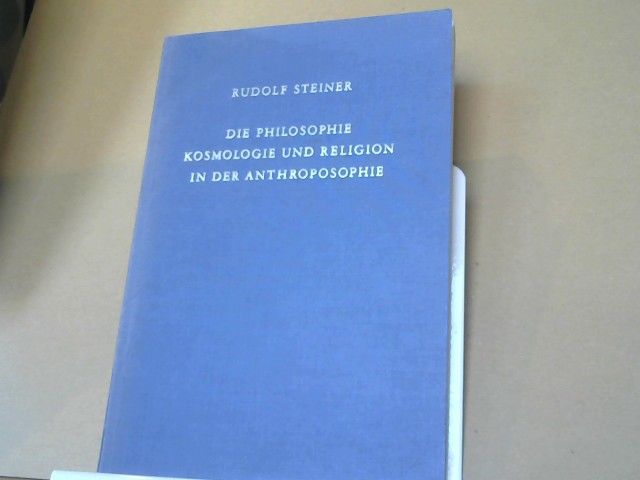 RUDOLF STEINER
DIE PHILOSOPHIE
KOSMOLOGIE UND RELIGION
IN DER ANTHROPOSOPHIE